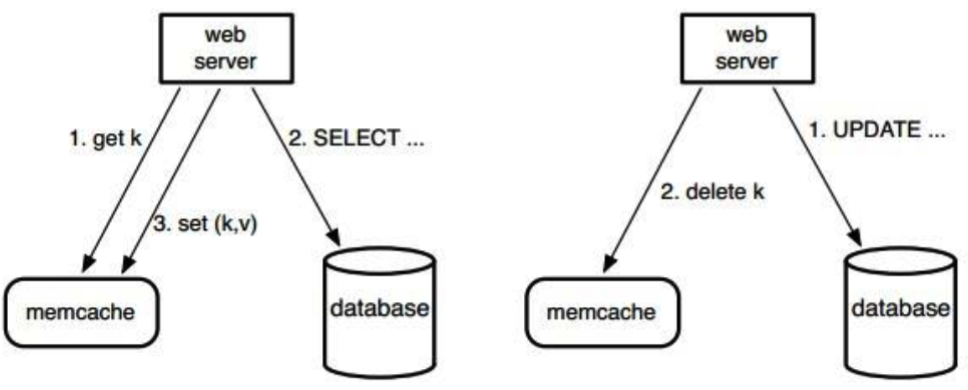 web
server
1. get k
2. SELECT ...
3. set (k,v)
memcache
database
web
server
1. UPDATE ...
2. delete k
memcache
database